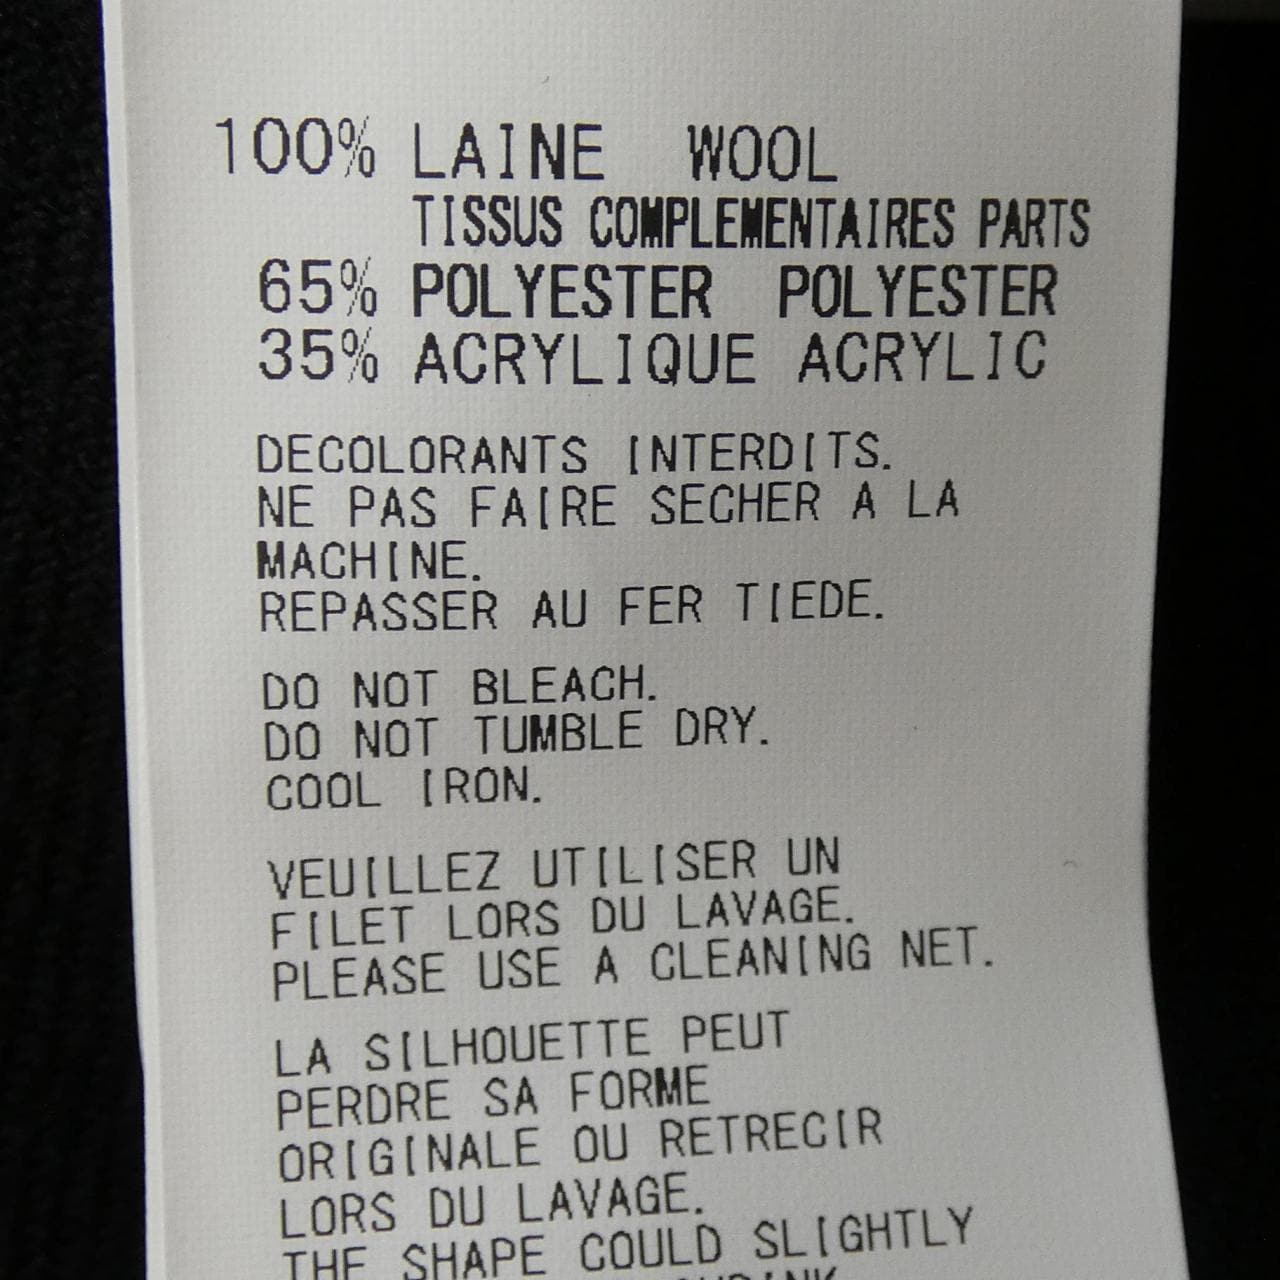 100% LAINE WOOL
TISSUS COMPLEMENTAIRES PARTS
65% POLYESTER POLYESTER
35% ACRYLIQUE ACRYLIC
DECOLORANTS INTERDITS.
NE PAS FAIRE SECHER A LA
MACHINE.
REPASSER AU FER TIEDE.
DO NOT BLEACH.
DO NOT TUMBLE DRY.
COOL IRON.
VEUILLEZ UTILISER UN
FILET LORS DU LAVAGE.
PLEASE USE A CLEANING NET.
LA SILHOUETTE PEUT
PERDRE SA FORME
ORIGINALE OU RETRECIR
LORS DU LAVAGE.
THE SHAPE COULD SLIGHTLY